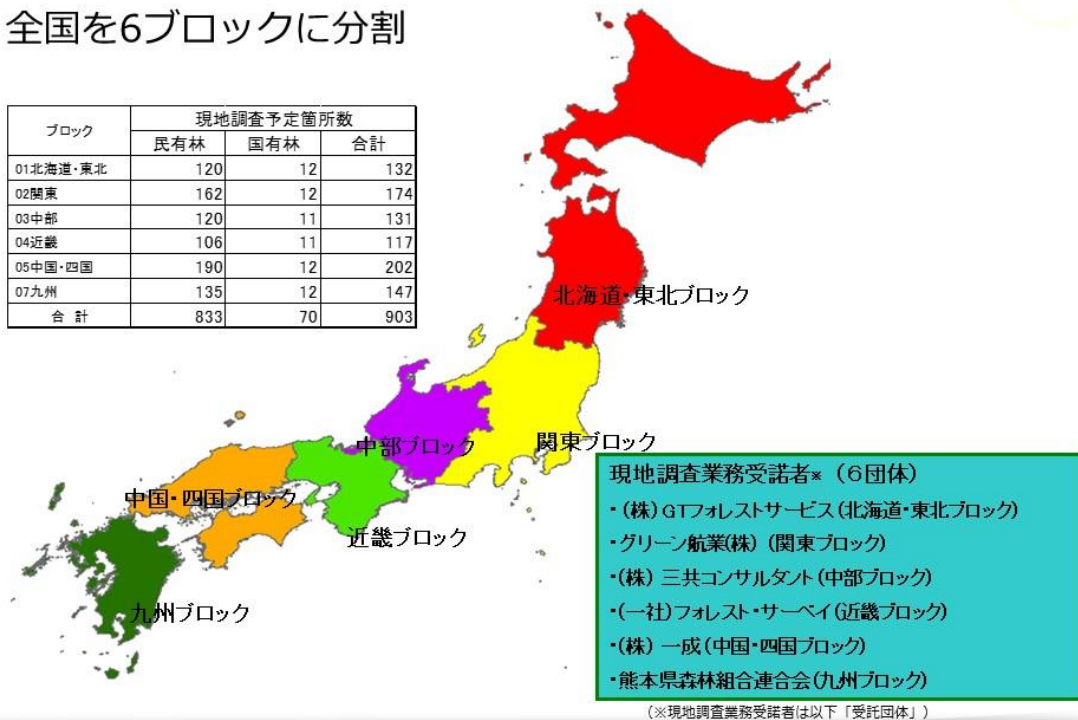 全国を6ブロックに分割
ブロック 現地調査予定箇所数
民有林 国有林 合計
01北海道・東北 120 12 132
02関東 162 12 174
03中部 120 11 131
04近畿 106 11 117
05中国・四国 190 12 202
07九州 135 12 147
合 計 833 70 903
北海道・東北ブロック
中部ブロック
関東ブロック
中国・四国ブロック
近畿ブロック
九州ブロック
現地調査業務受諾者※（6団体）
・(株)GTフォレストサービス(北海道・東北ブロック)
・グリーン航業(株)（関東ブロック)
・(株) 三共コンサルタント(中部ブロック)
・(一社)フォレスト・サーベイ(近畿ブロック)
・(株) 一成(中国・四国ブロック)
・熊本県森林組合連合会(九州ブロック)
（※現地調査業務受諾者は以下「受託団体」）